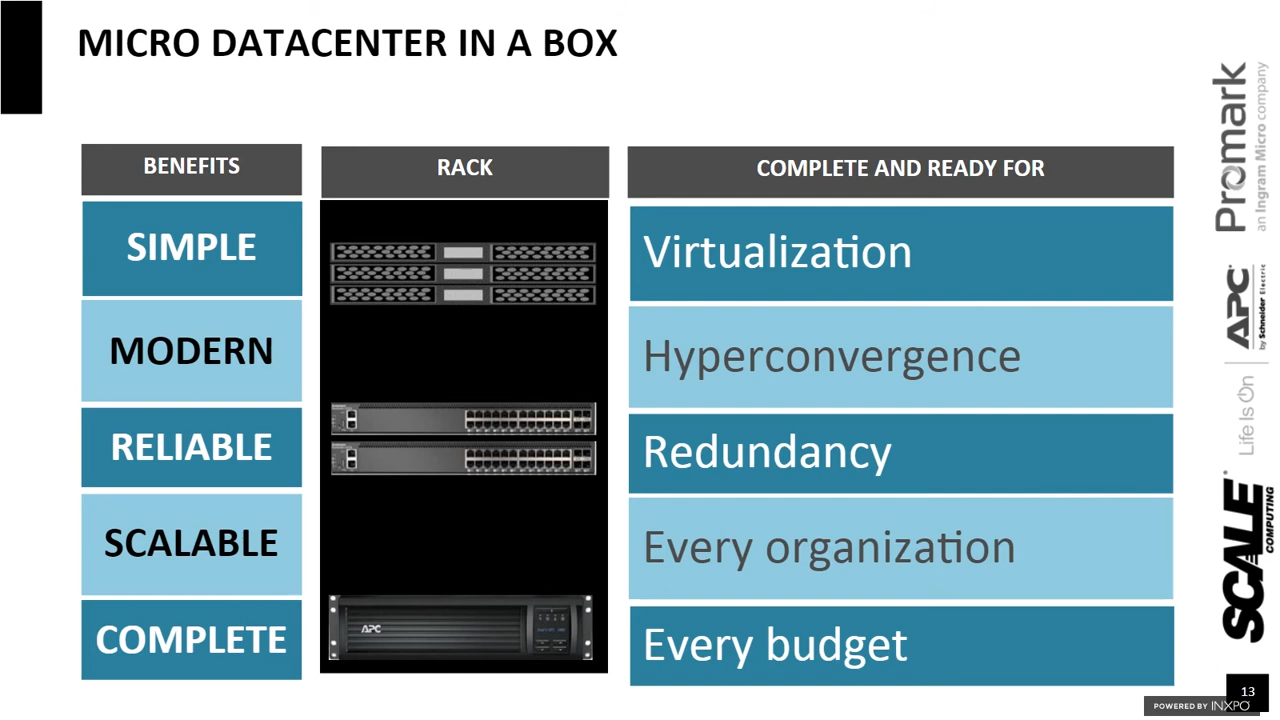 MICRO DATACENTER IN A BOX
BENEFITS
RACK
COMPLETE AND READY FOR
SIMPLE
Virtualization
MODERN
Hyperconvergence
RELIABLE
Redundancy
SCALABLE
Every organization
COMPLETE
APC
Every budget
Promark
an Ingram Micro company
APC
by Schneider Electric
Life Is On
SCALE
COMPUTING
13
POWERED BY INXPO